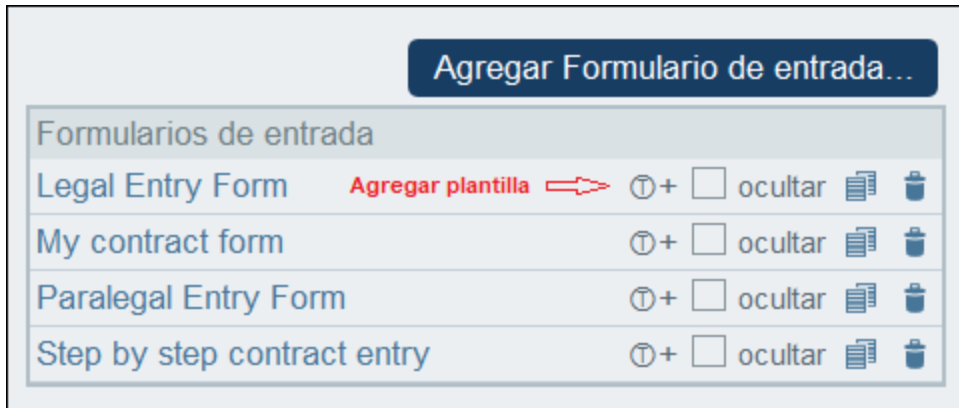 Agregar Formulario de entrada...
Formularios de entrada
Legal Entry Form Agregar plantilla T+ ocultar
My contract form T+ ocultar
Paralegal Entry Form T+ ocultar
Step by step contract entry T+ ocultar